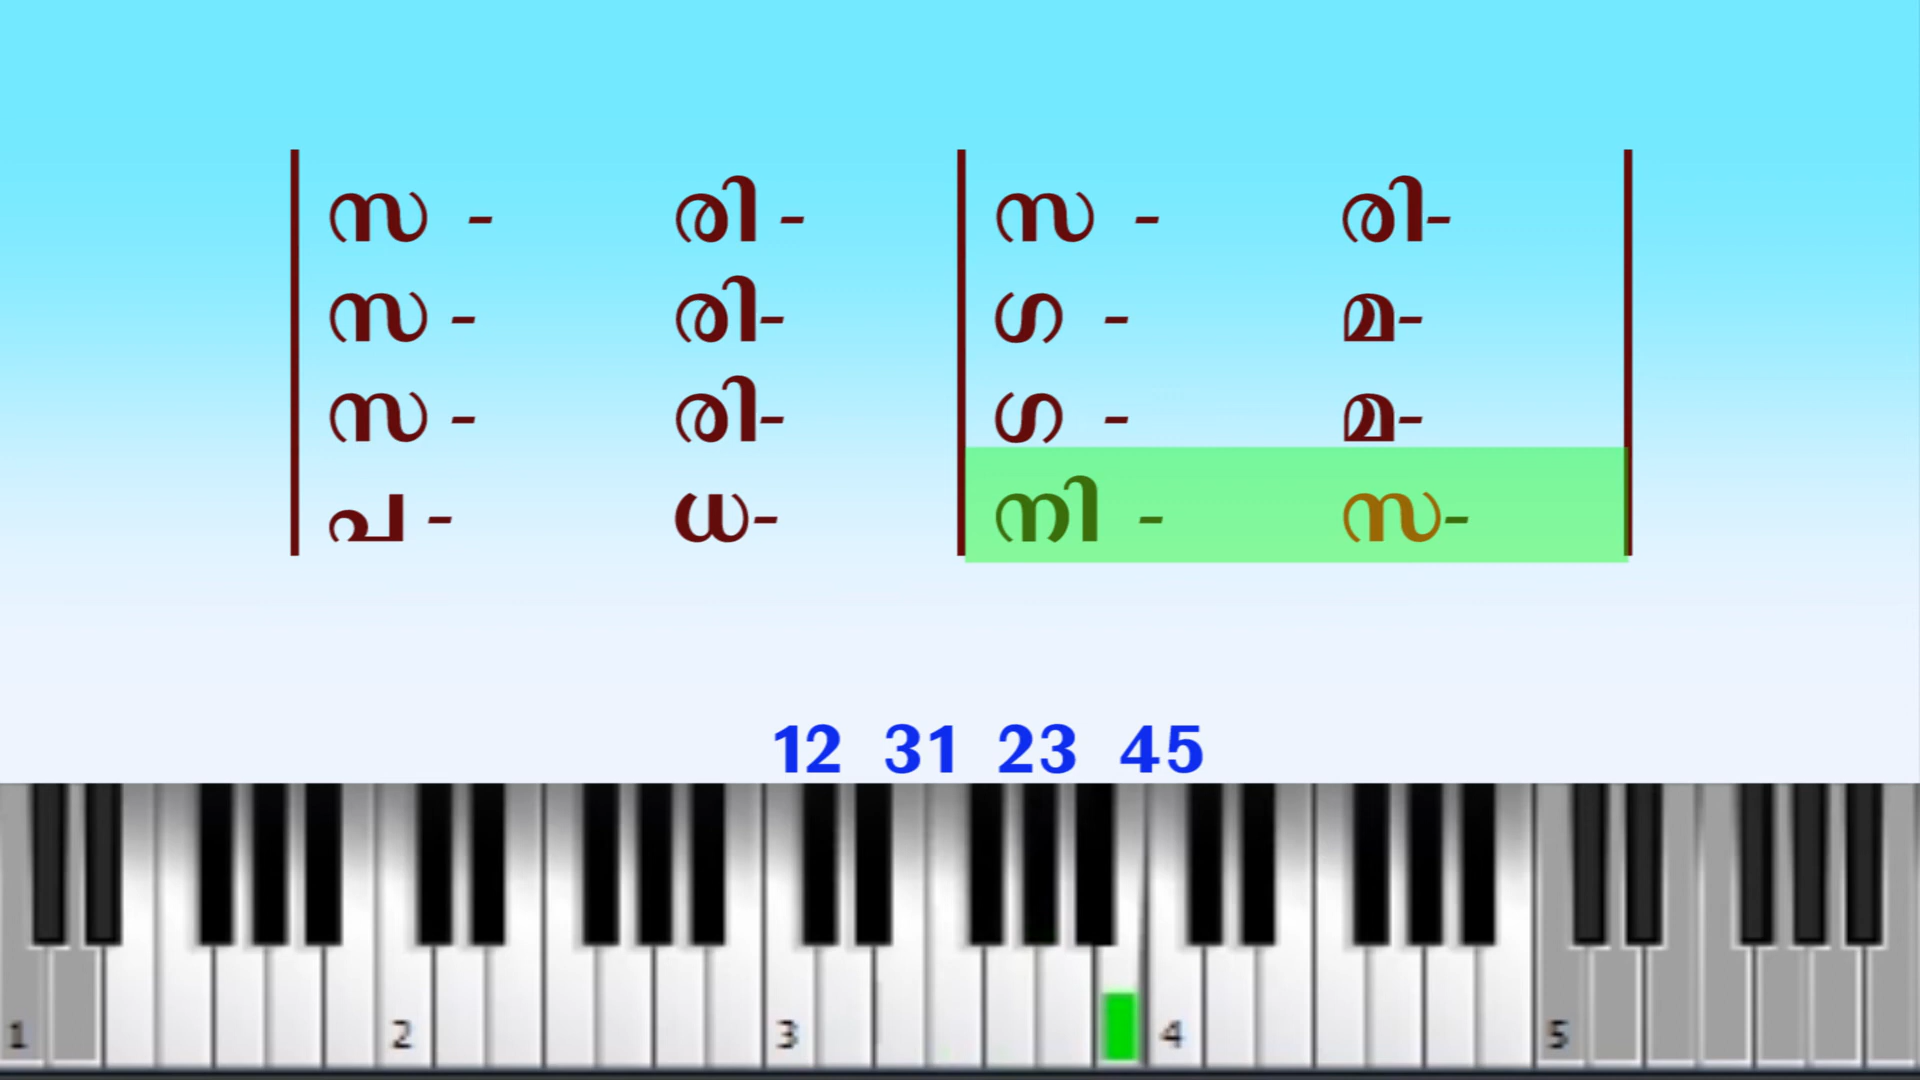 സ - രി - സ - രി-
സ - രി- ഗ - മ-
സ - രി- ഗ - മ-
പ - ധ- നി - സ-
12 31 23 45
1 2 3 4 5